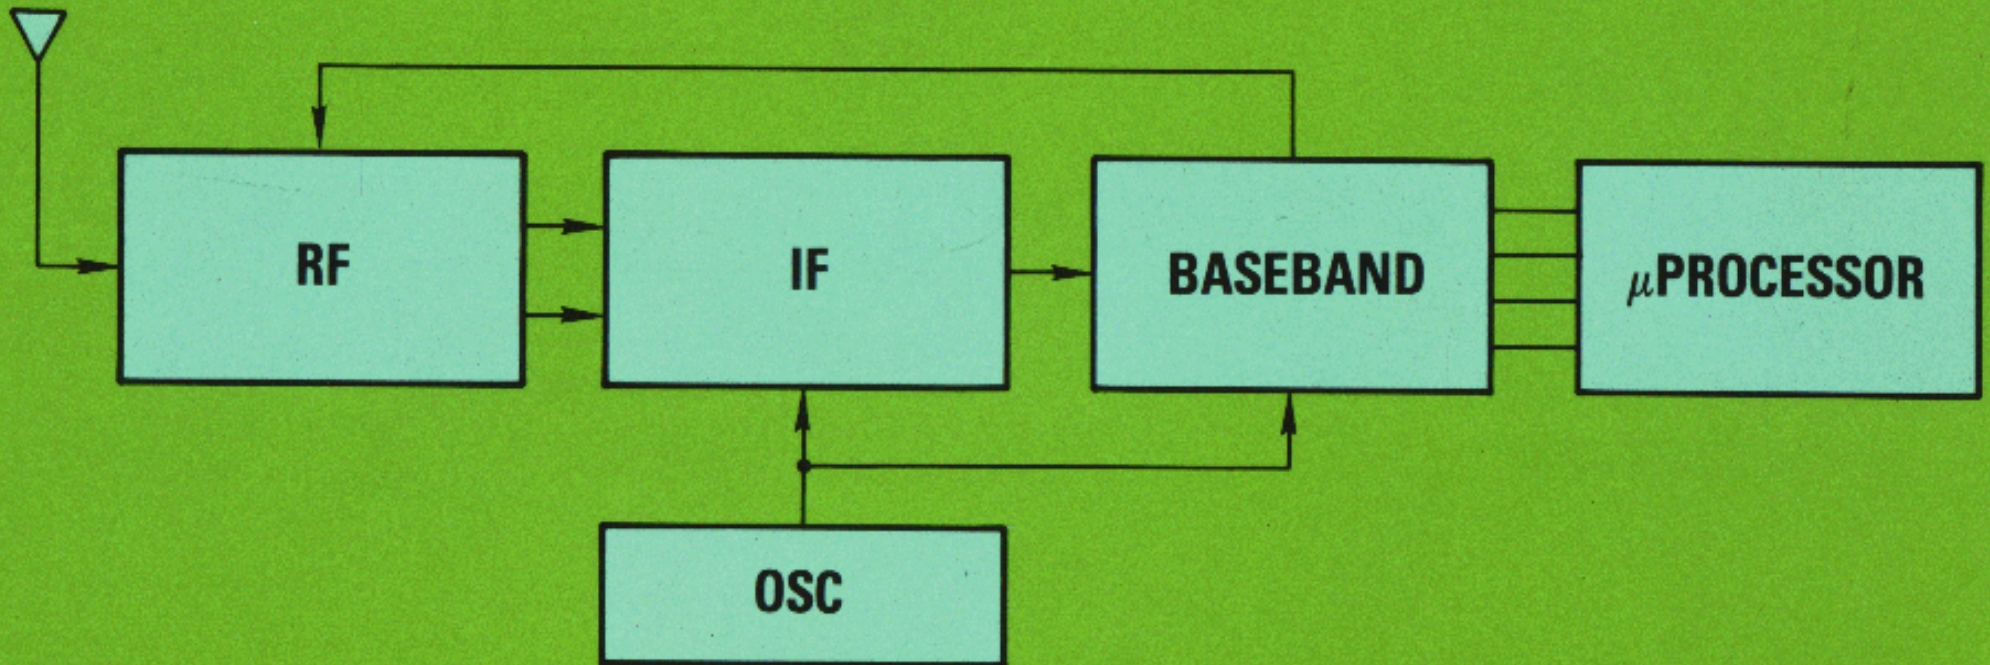 RF
IF
BASEBAND
μPROCESSOR
OSC